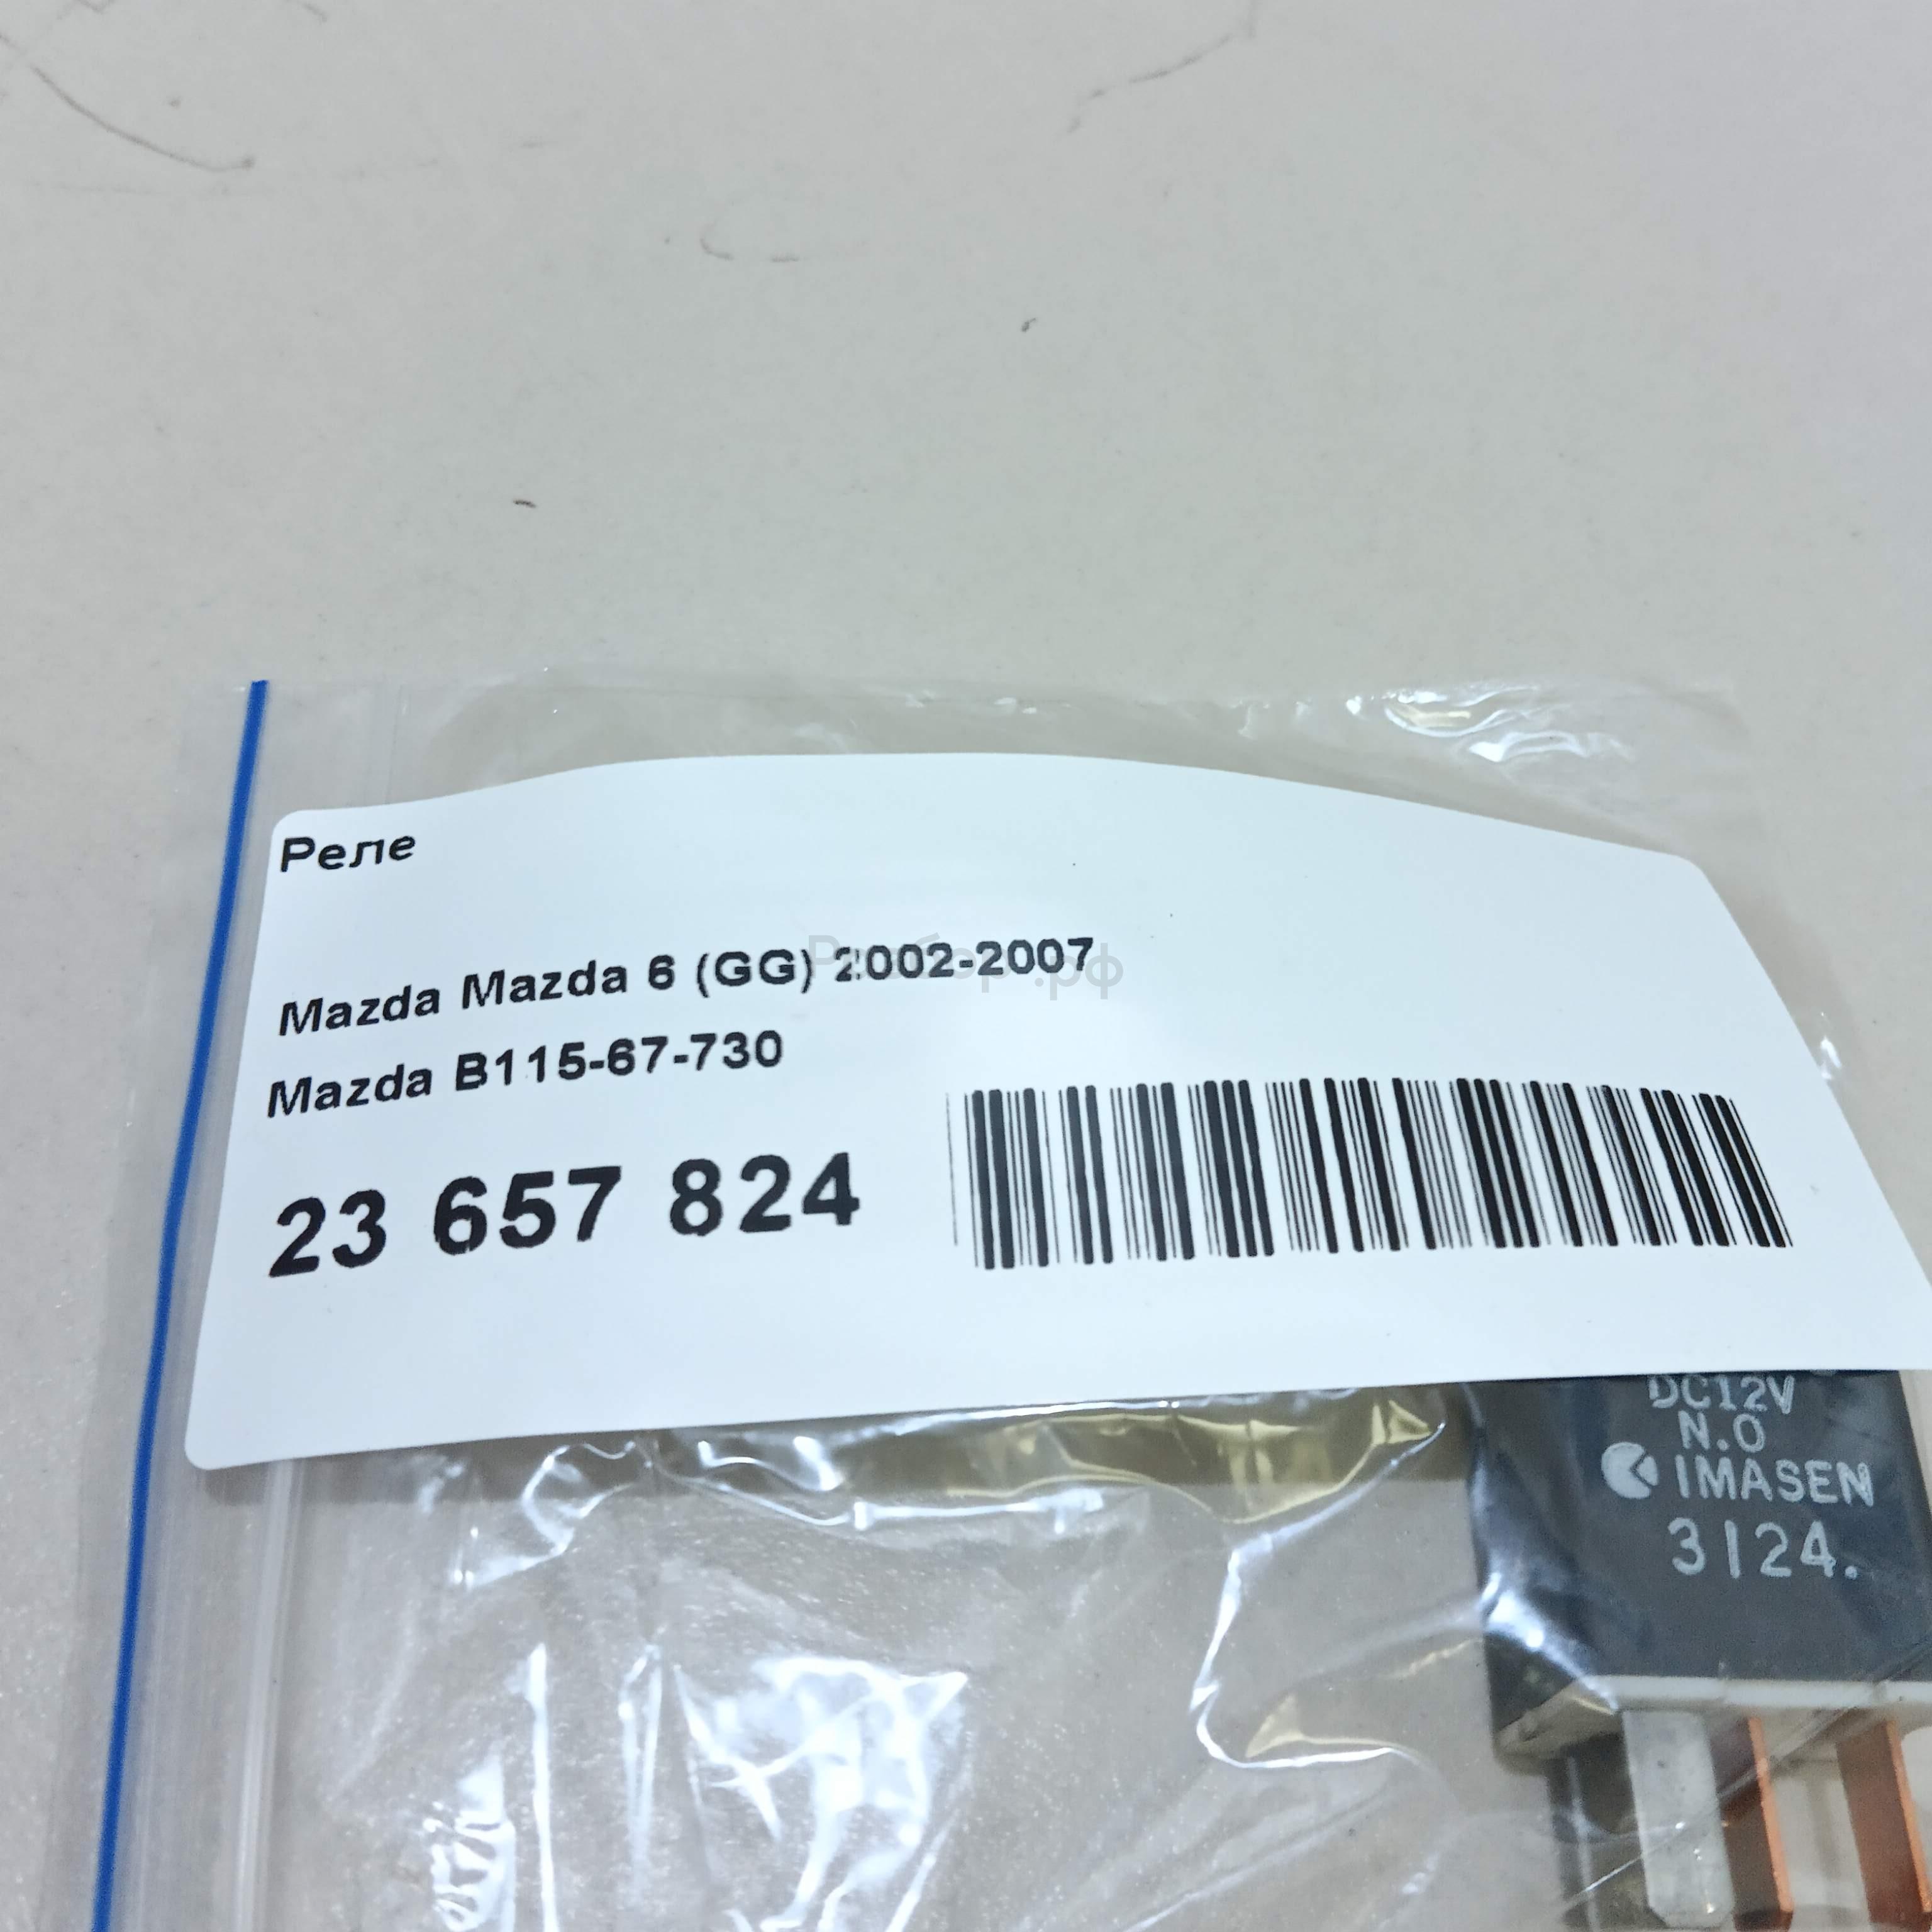 Реле
Mazda Mazda 6 (GG) 2002-2007
Mazda B115-67-730
23 657 824
DC12V
N.O
IMASEN
3124.